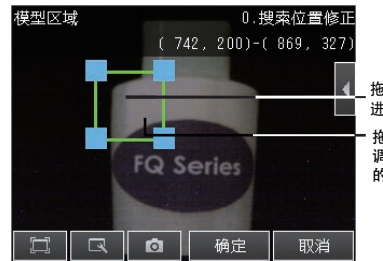 模型区域
0.搜索位置修正
( 742, 200)-( 869, 327)
拖
进
拖
调
的
FQ Series
确定
取消